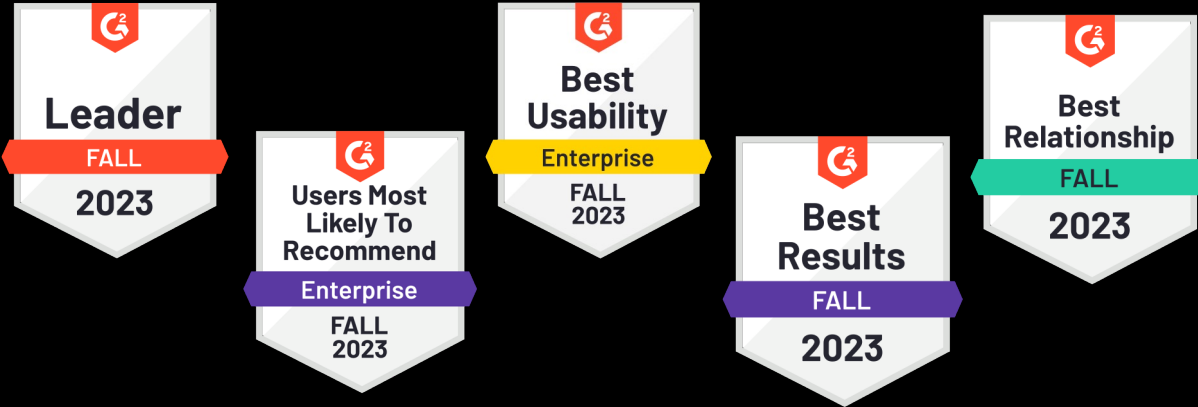 G2
Leader
FALL
2023
G2
Users Most
Likely To
Recommend
Enterprise
FALL
2023
G2
Best
Usability
Enterprise
FALL
2023
G2
Best
Results
FALL
2023
G2
Best
Relationship
FALL
2023